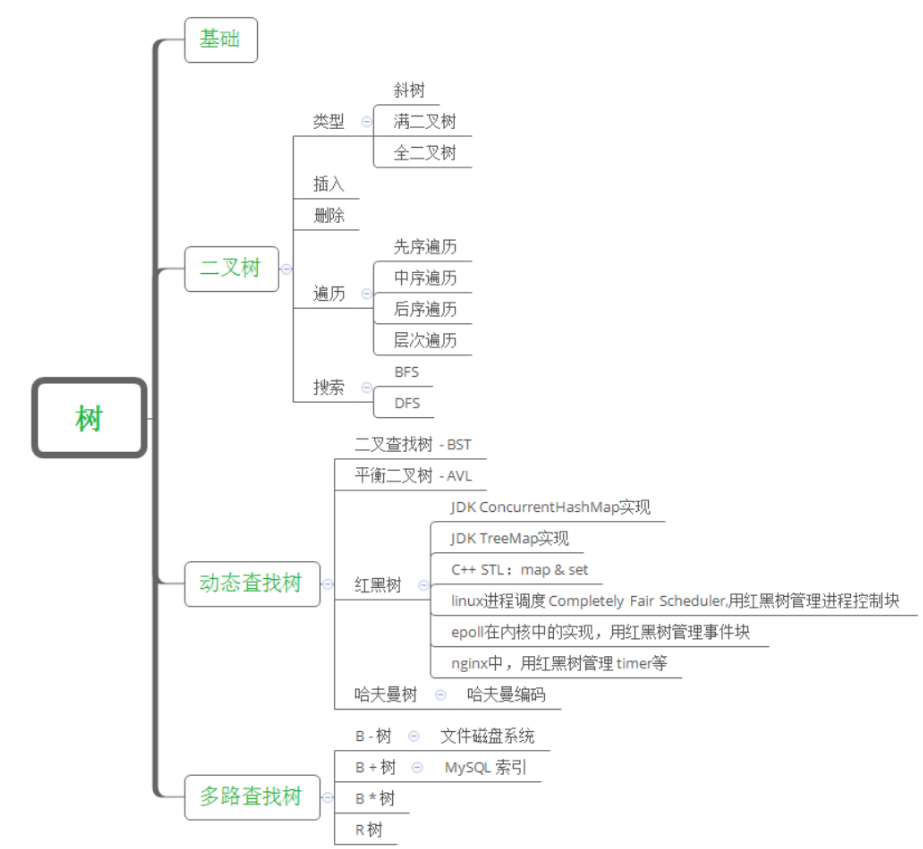 基础
斜树
类型
满二叉树
全二叉树
插入
删除
先序遍历
二叉树
中序遍历
遍历
后序遍历
层次遍历
BFS
搜索
DFS
树
二叉查找树 - BST
平衡二叉树 - AVL
JDK ConcurrentHashMap实现
JDK TreeMap实现
C++ STL：map & set
动态查找树
红黑树
linux进程调度 Completely Fair Scheduler,用红黑树管理进程控制块
epoll在内核中的实现，用红黑树管理事件块
nginx中，用红黑树管理 timer等
哈夫曼树
哈夫曼编码
B - 树
文件磁盘系统
B + 树
MySQL 索引
多路查找树
B * 树
R 树